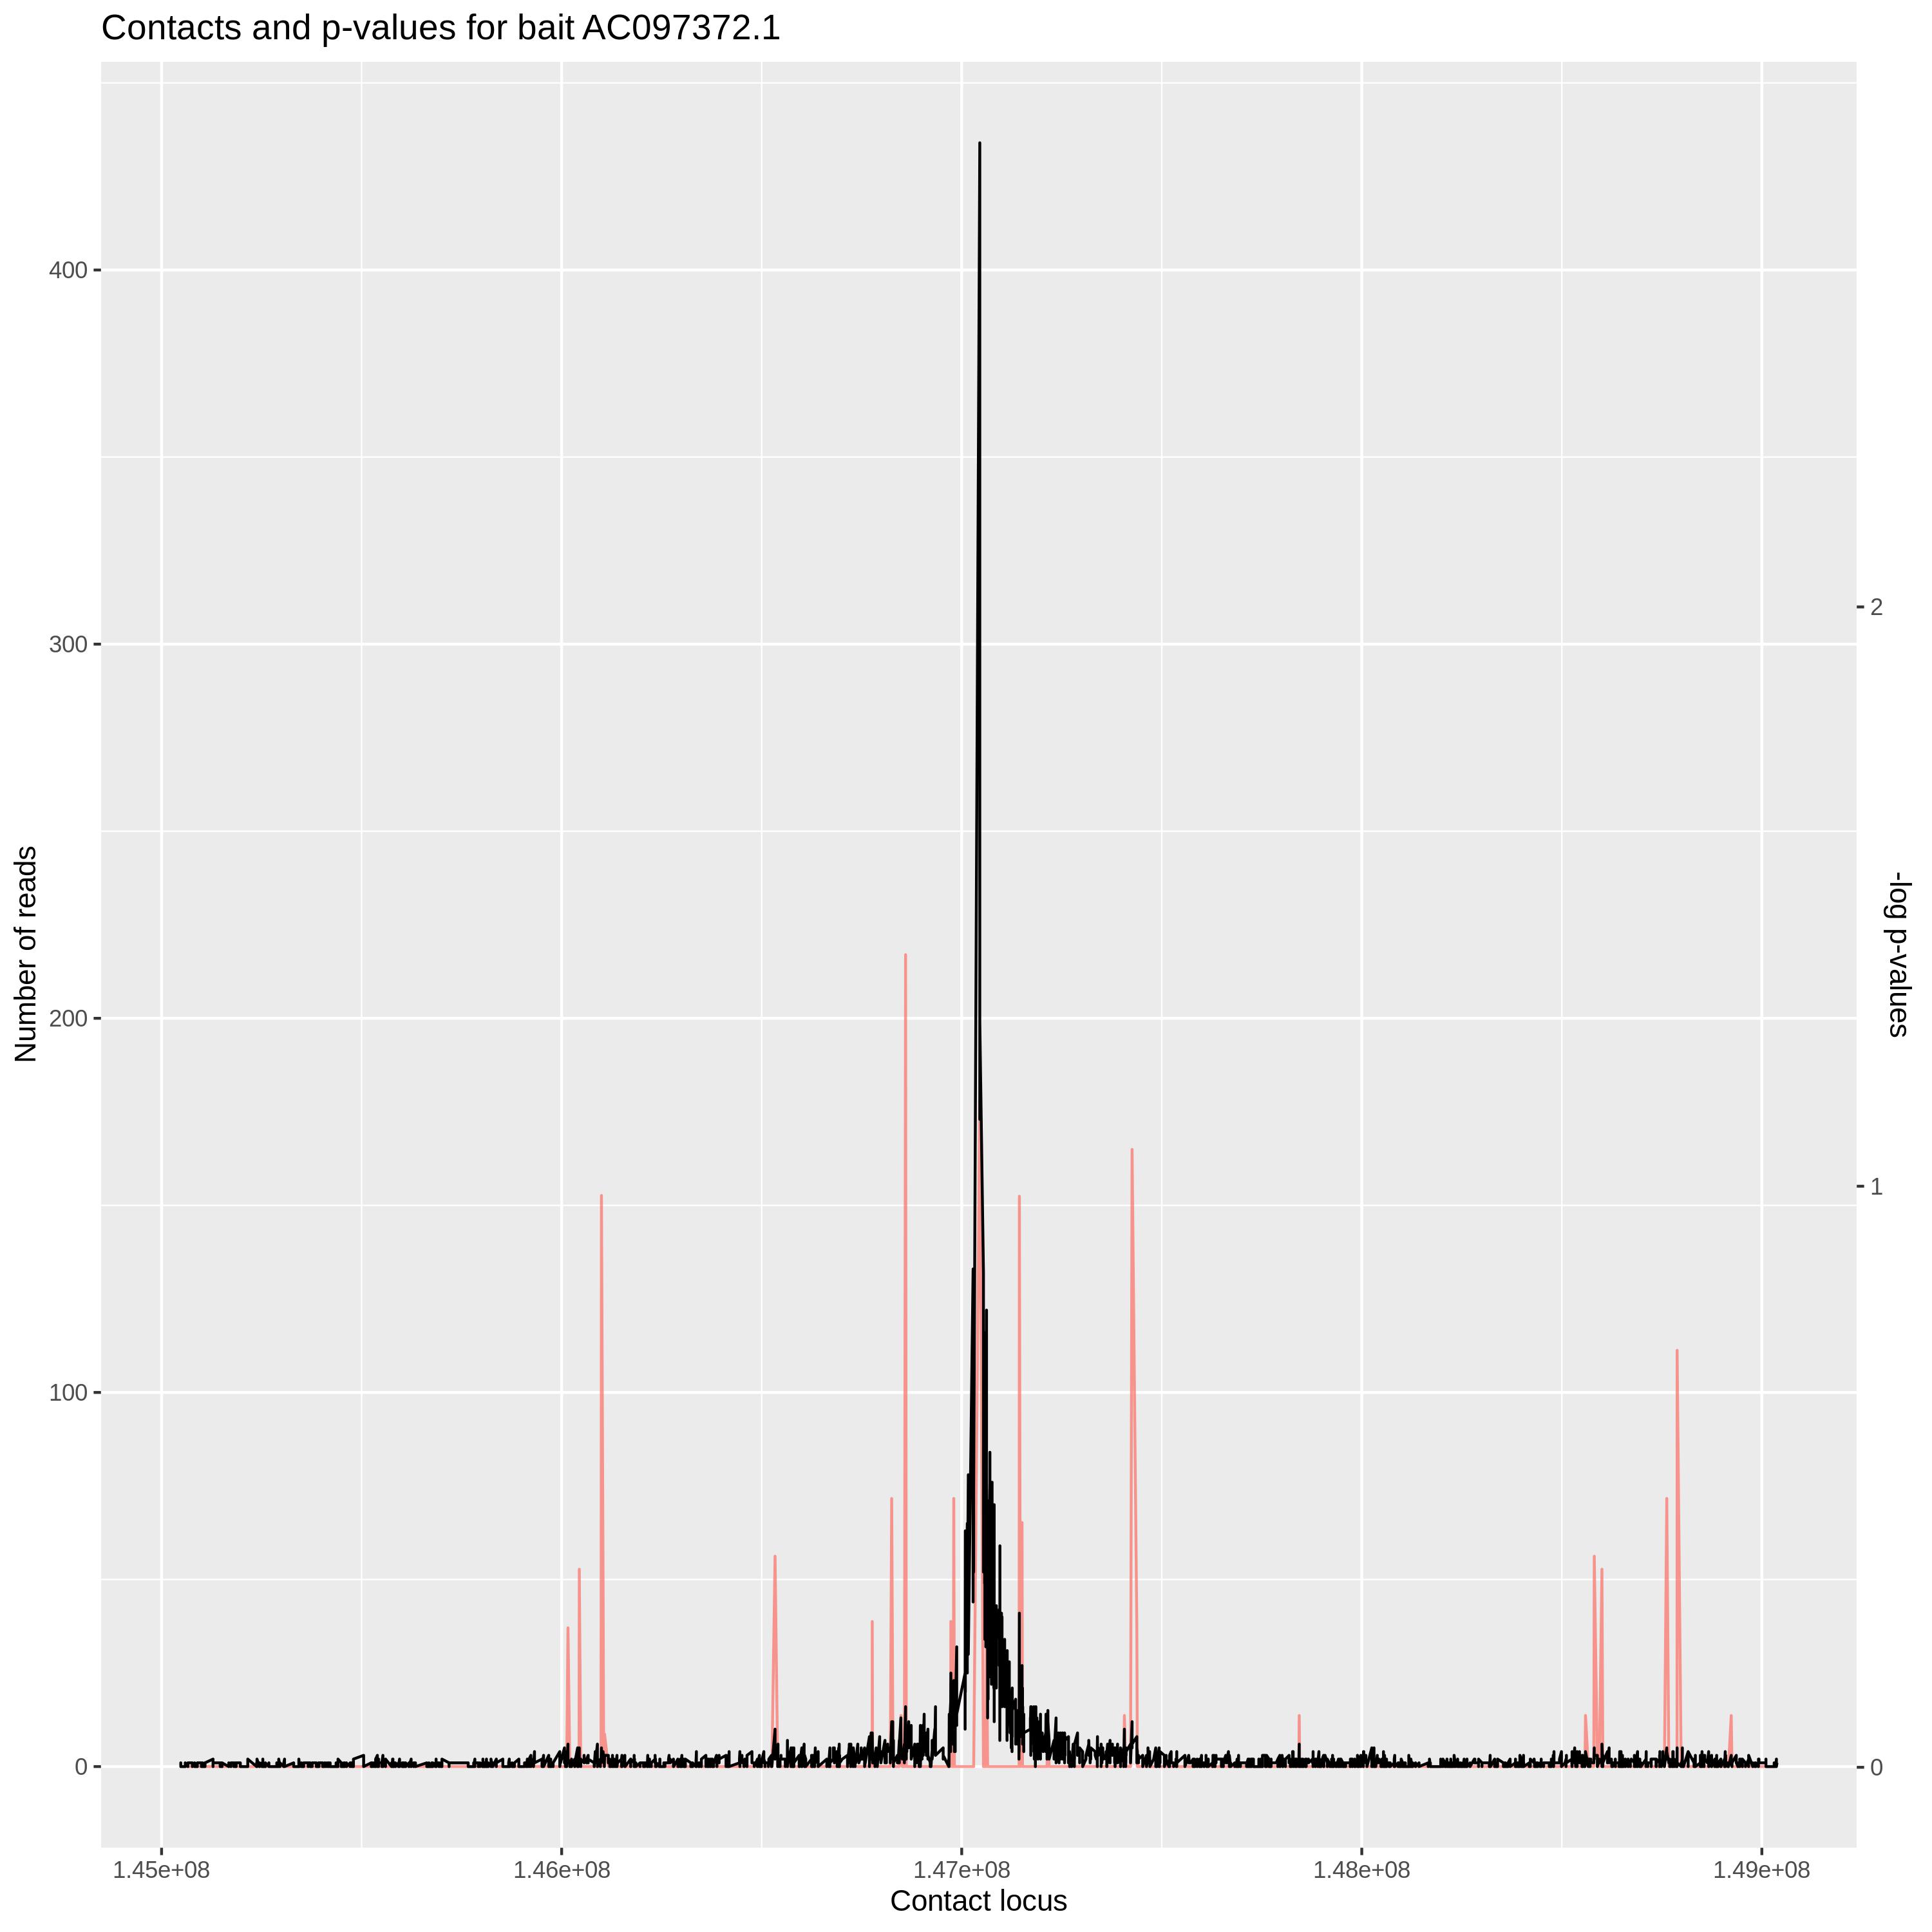 Contacts and p-values for bait AC097372.1
Number of reads
400
300
200
100
0
2
1
0
-log p-values
1.45e+08
1.46e+08
1.47e+08
1.48e+08
1.49e+08
Contact locus